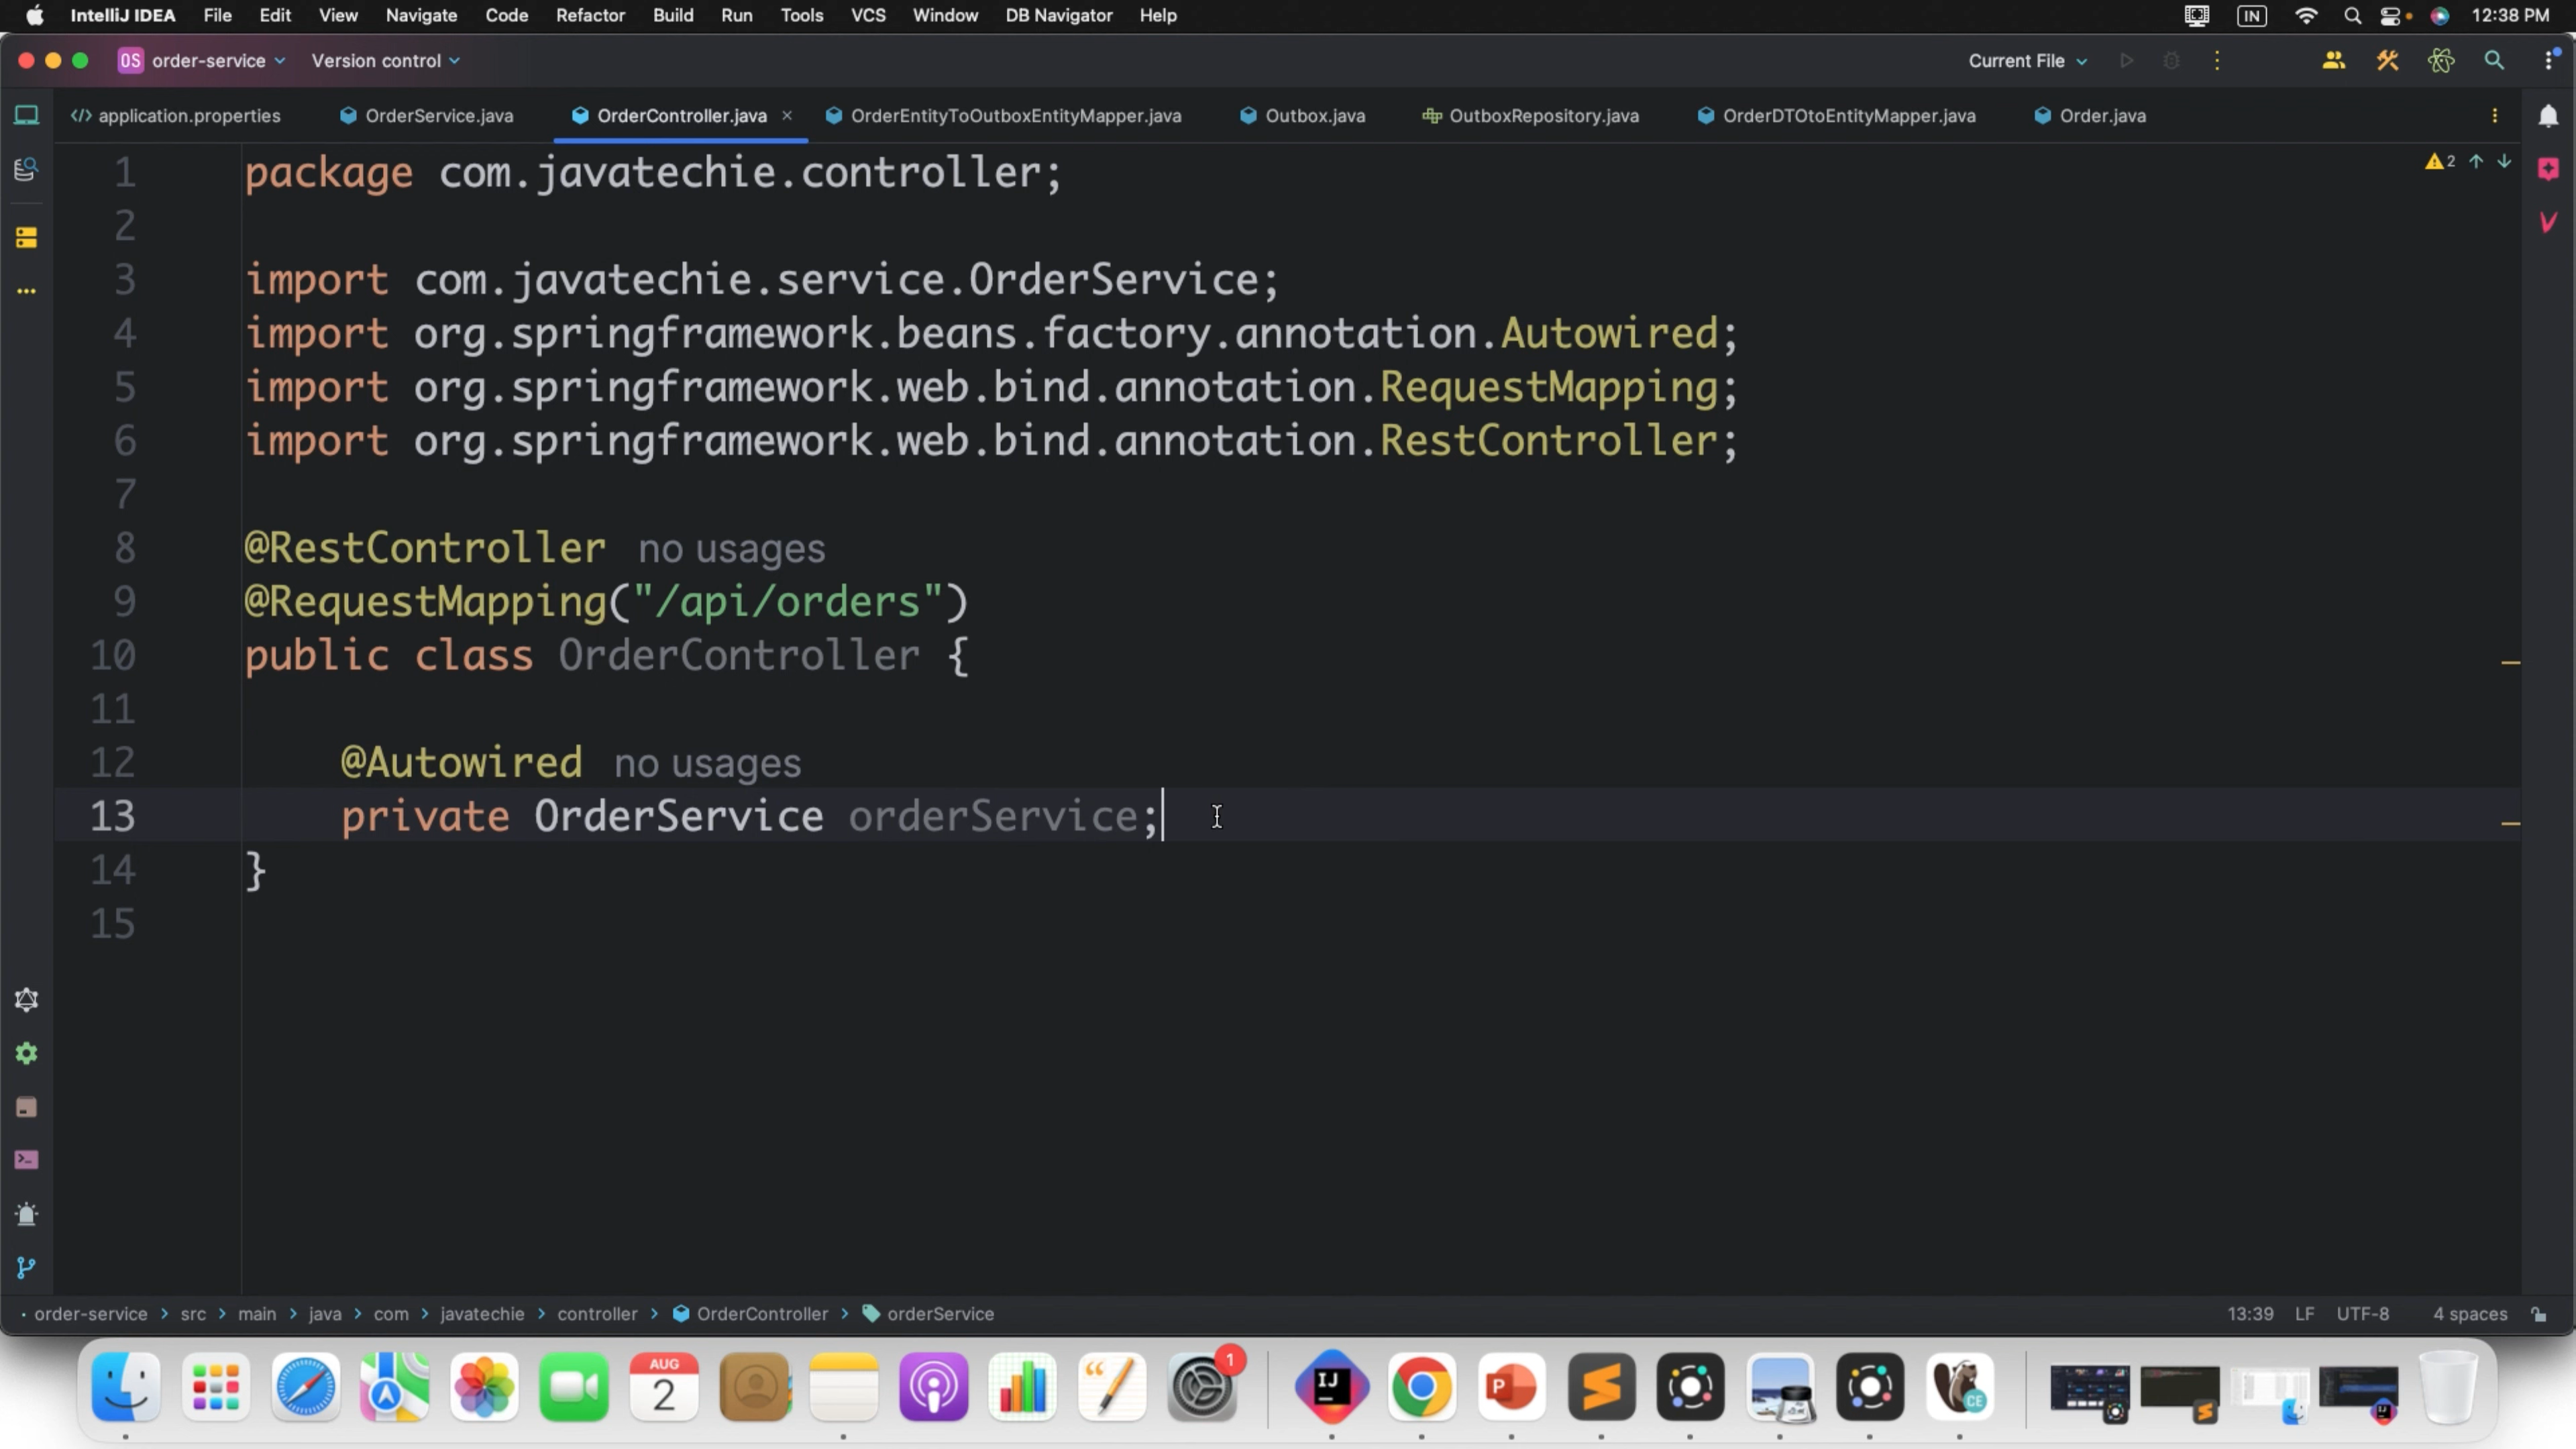 IntelliJ IDEA File Edit View Navigate Code Refactor Build Run Tools VCS Window DB Navigator Help IN 12:38 PM
OS order-service Version control Current File
application.properties OrderService.java OrderController.java OrderEntityToOutboxEntityMapper.java Outbox.java OutboxRepository.java OrderDTOtoEntityMapper.java Order.java
1 package com.javatechie.controller; 2
2
3 import com.javatechie.service.OrderService;
4 import org.springframework.beans.factory.annotation.Autowired;
5 import org.springframework.web.bind.annotation.RequestMapping;
6 import org.springframework.web.bind.annotation.RestController;
7
8 @RestController no usages
9 @RequestMapping("/api/orders")
10 public class OrderController {
11
12 @Autowired no usages
13 private OrderService orderService;
14 }
15
order-service > src > main > java > com > javatechie > controller > OrderController > orderService 13:39 LF UTF-8 4 spaces
AUG
2
1
IJ
P
CE